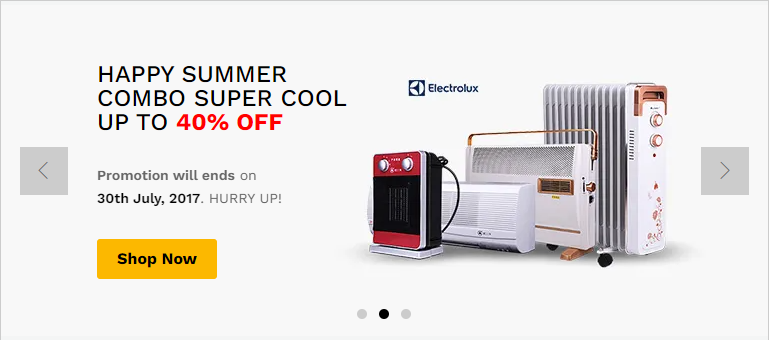 HAPPY SUMMER
COMBO SUPER COOL
UP TO 40% OFF
Electrolux
Promotion will ends on
30th July, 2017. HURRY UP!
Shop Now